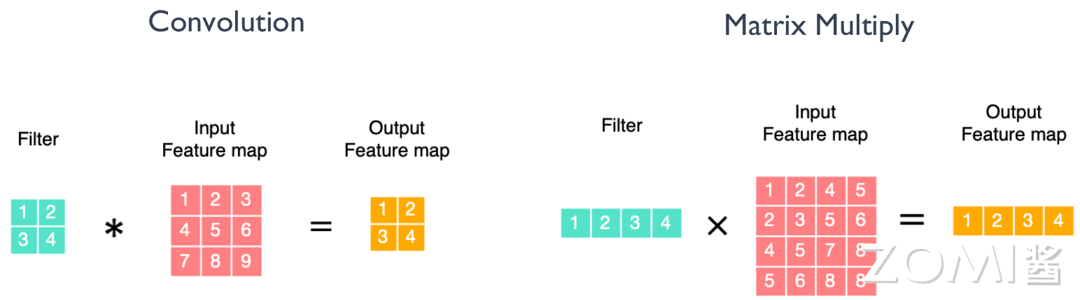 Convolution
Filter
Input
Feature map
Output
Feature map
1 2
3 4
*
1 2 3
4 5 6
7 8 9
=
1 2
3 4
Matrix Multiply
Filter
Input
Feature map
Output
Feature map
1 2 3 4
×
1 2 4 5
2 3 5 6
4 5 7 8
5 6 8 8
=
1 2 3 4
ZOMI酱